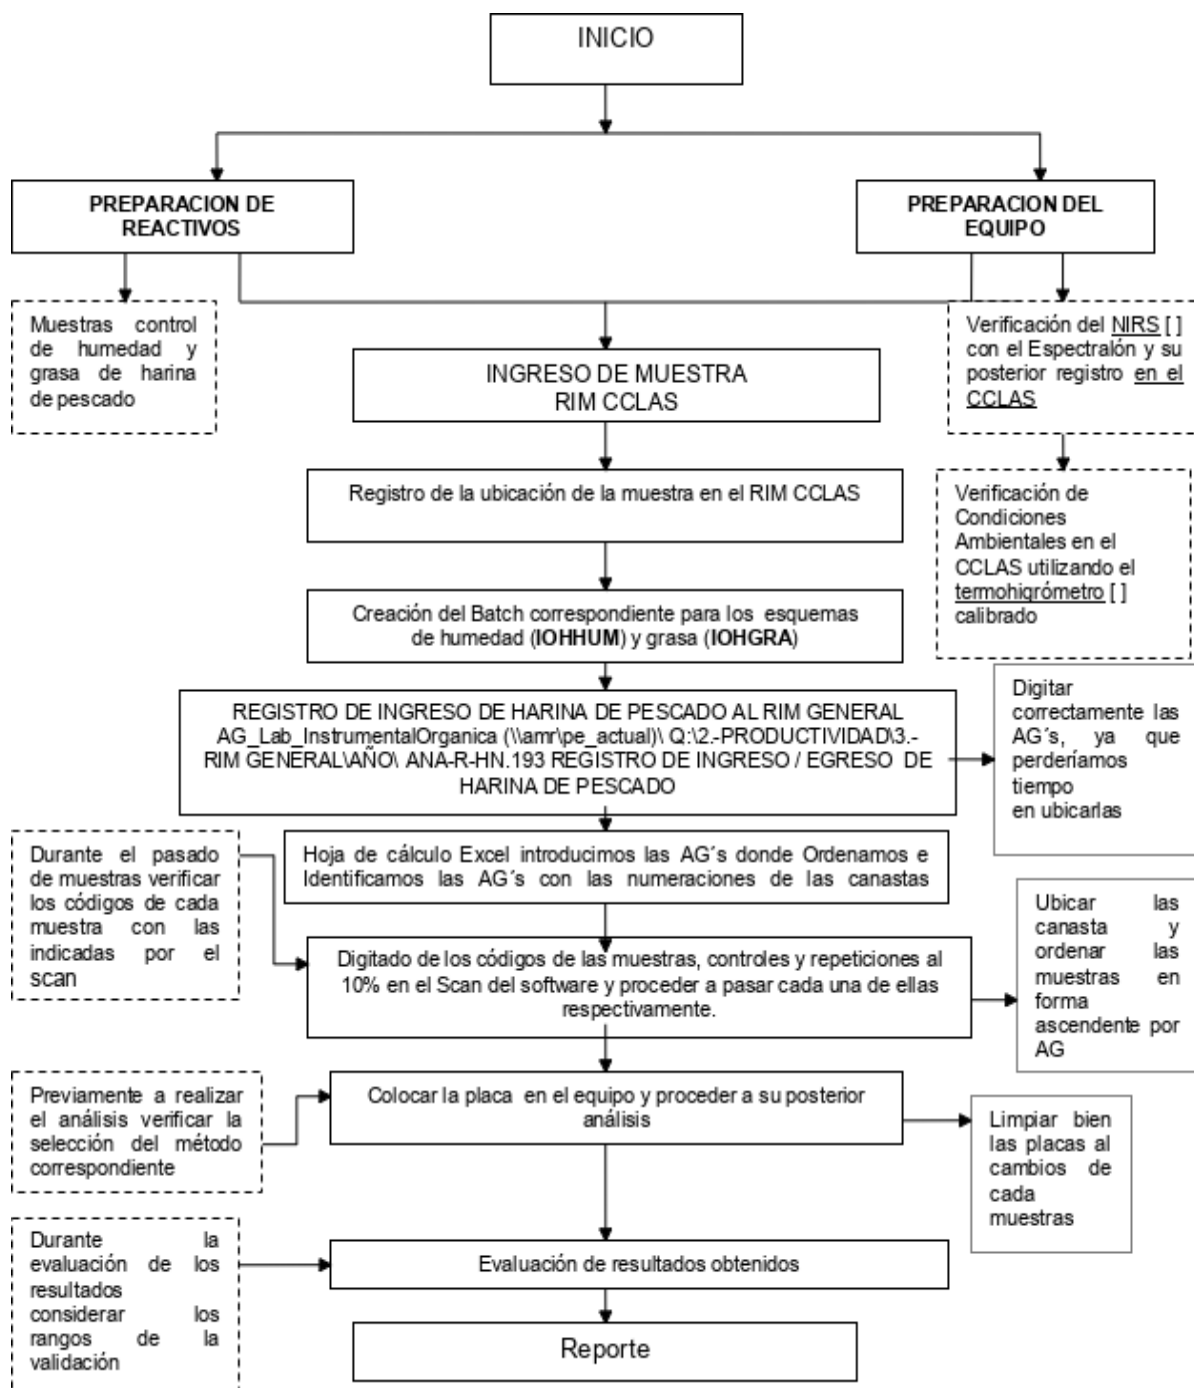 INICIO
PREPARACION DE
REACTIVOS
PREPARACION DEL
EQUIPO
Muestras control
de humedad y
grasa de harina
de pescado
Verificación del NIRS [ ]
con el Espectralón y su
posterior registro en el
CCLAS
INGRESO DE MUESTRA
RIM CCLAS
Registro de la ubicación de la muestra en el RIM CCLAS
Verificación de
Condiciones
Ambientales en el
CCLAS utilizando el
termohigrómetro [ ]
calibrado
Creación del Batch correspondiente para los esquemas
de humedad (IOHHUM) y grasa (IOHGRA)
REGISTRO DE INGRESO DE HARINA DE PESCADO AL RIM GENERAL
AG_Lab_InstrumentalOrganica (\\amr\pe_actual)\ Q:\2.-PRODUCTIVIDAD\3.-
RIM GENERAL\AÑO\ ANA-R-HN.193 REGISTRO DE INGRESO / EGRESO DE
HARINA DE PESCADO
Digitar
correctamente las
AG´s, ya que
perderíamos
tiempo
en ubicarlas
Durante el pasado
de muestras verificar
los códigos de cada
muestra con las
indicadas por el
scan
Hoja de cálculo Excel introducimos las AG´s donde Ordenamos e
Identificamos las AG´s con las numeraciones de las canastas
Ubicar las
canasta y
ordenar las
muestras en
forma
ascendente por
AG
Digitado de los códigos de las muestras, controles y repeticiones al
10% en el Scan del software y proceder a pasar cada una de ellas
respectivamente.
Previamente a realizar
el análisis verificar la
selección del método
correspondiente
Colocar la placa en el equipo y proceder a su posterior
análisis
Limpiar bien
las placas al
cambios de
cada
muestras
Durante la
evaluación de los
resultados
considerar los
rangos de la
validación
Evaluación de resultados obtenidos
Reporte